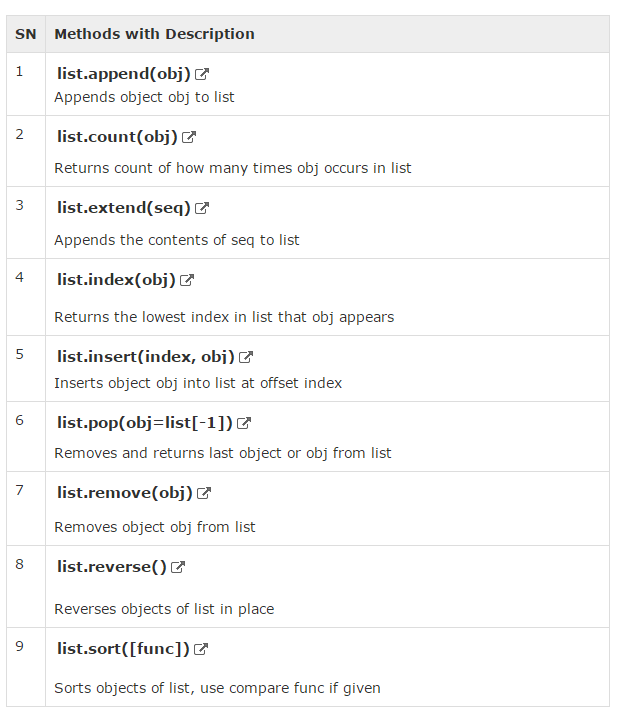 SN Methods with Description
1 list.append(obj)
Appends object obj to list
2 list.count(obj)
Returns count of how many times obj occurs in list
3 list.extend(seq)
Appends the contents of seq to list
4 list.index(obj)
Returns the lowest index in list that obj appears
5 list.insert(index, obj)
Inserts object obj into list at offset index
6 list.pop(obj=list[-1])
Removes and returns last object or obj from list
7 list.remove(obj)
Removes object obj from list
8 list.reverse()
Reverses objects of list in place
9 list.sort([func])
Sorts objects of list, use compare func if given